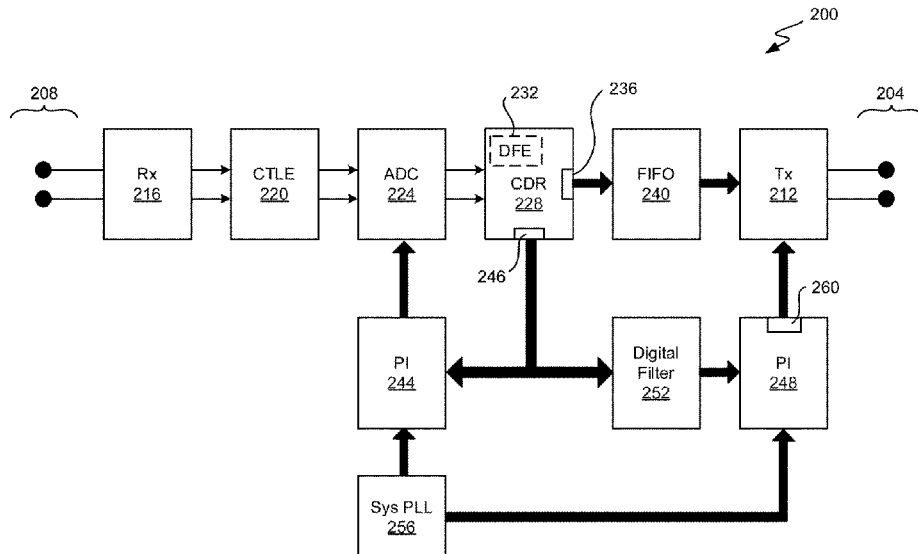 200
208
232
236
204
Rx
216
CTLE
220
ADC
224
DFE
CDR
228
FIFO
240
Tx
212
246
260
PI
244
Digital
Filter
252
PI
248
Sys PLL
256